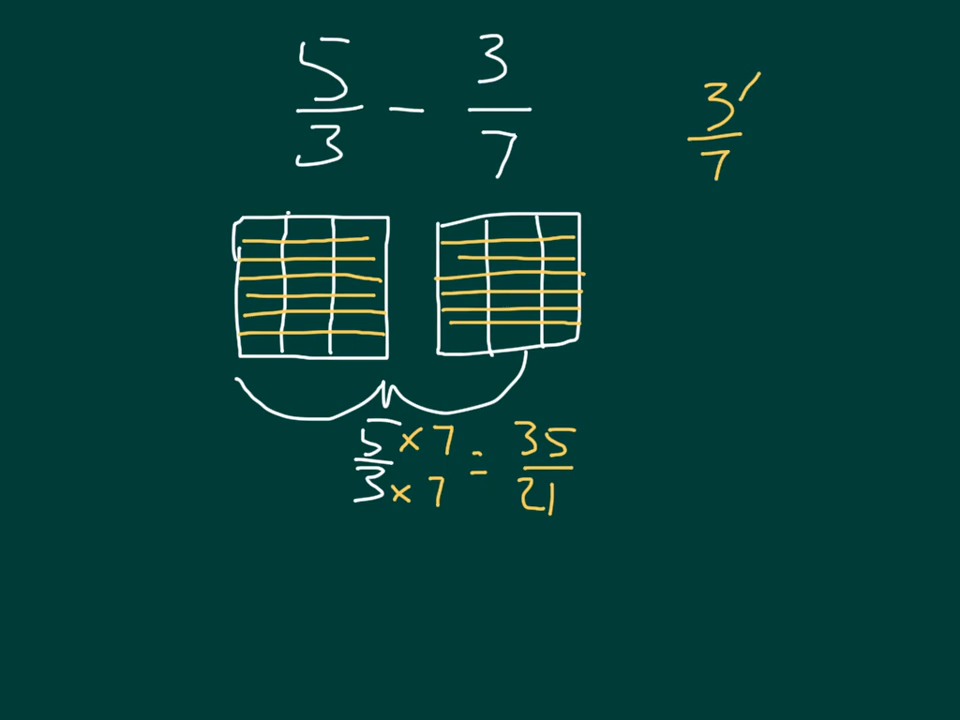 5/3 - 3/7
3/7
5/3 × 7/× 7 = 35/21